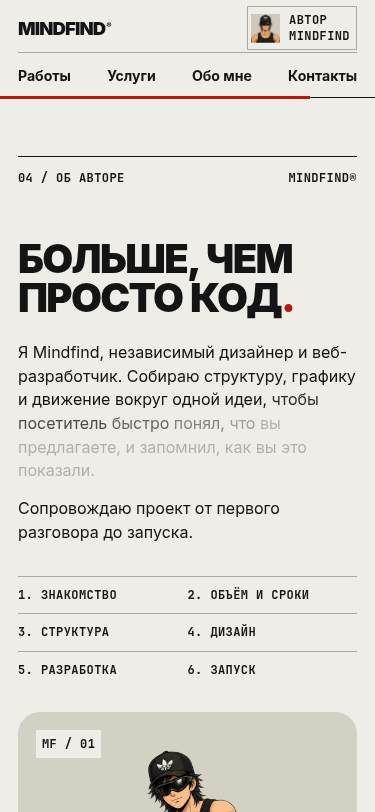 MINDFIND®
АВТОР
MINDFIND
Работы Услуги Обо мне Контакты
04 / ОБ АВТОРЕ MINDFIND®
БОЛЬШЕ, ЧЕМ
ПРОСТО КОД.
Я Mindfind, независимый дизайнер и веб-
разработчик. Собираю структуру, графику
и движение вокруг одной идеи, чтобы
посетитель быстро понял, что вы
предлагаете, и запомнил, как вы это
показали.
Сопровождаю проект от первого
разговора до запуска.
1. ЗНАКОМСТВО 2. ОБЪЁМ И СРОКИ
3. СТРУКТУРА 4. ДИЗАЙН
5. РАЗРАБОТКА 6. ЗАПУСК
MF / 01